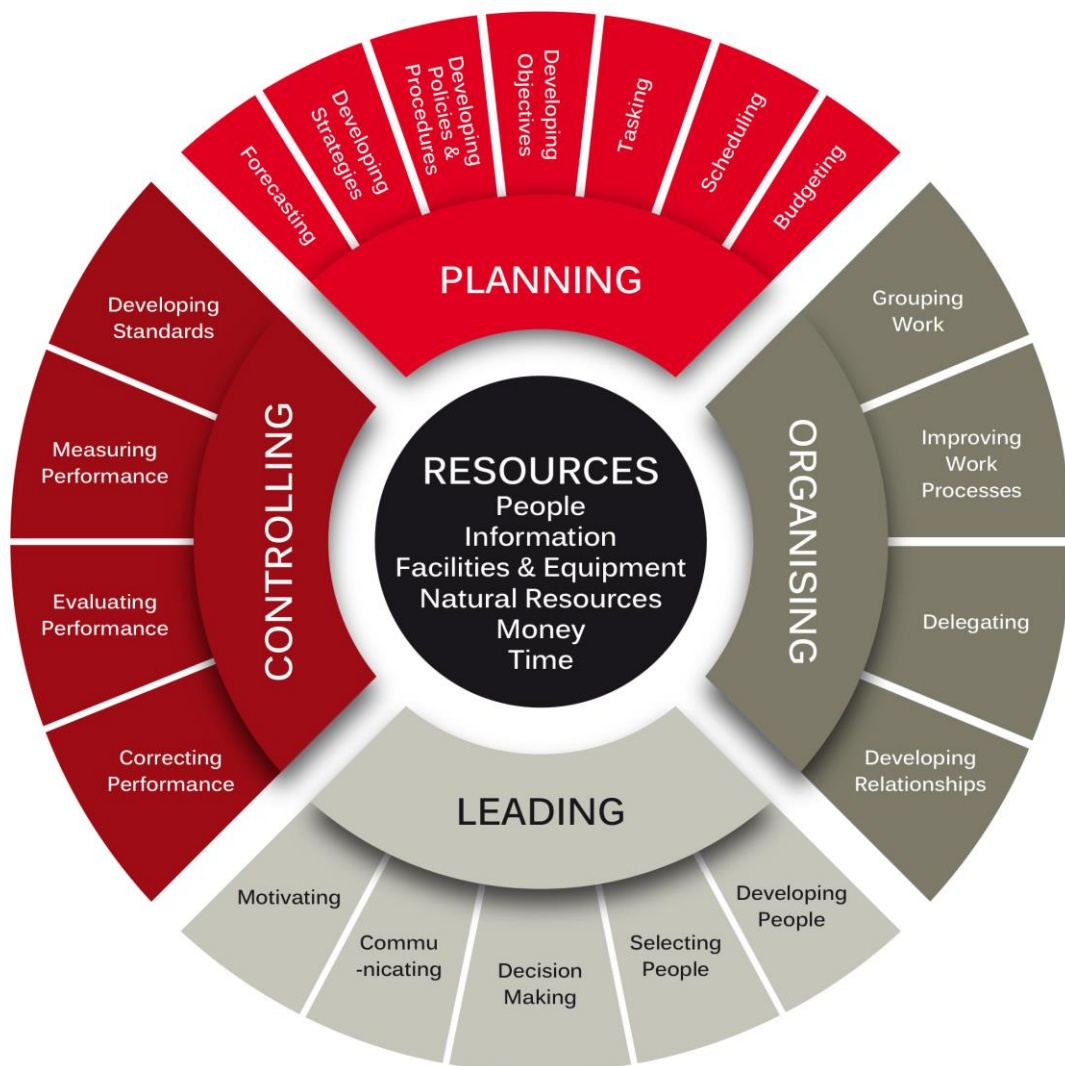 Forecasting
Developing
Strategies
Developing
Policies &
Procedures
Developing
Objectives
Tasking
Scheduling
Budgeting
PLANNING
Grouping
Work
Improving
Work
Processes
Delegating
Developing
Relationships
ORGANISING
Developing
People
Selecting
People
Decision
Making
Commu
-nicating
Motivating
LEADING
Correcting
Performance
Evaluating
Performance
Measuring
Performance
Developing
Standards
CONTROLLING
RESOURCES
People
Information
Facilities & Equipment
Natural Resources
Money
Time